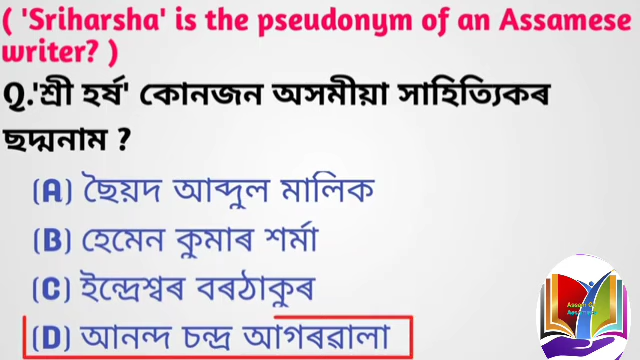 ( 'Sriharsha' is the pseudonym of an Assamese
writer? )
Q.'শ্ৰী হৰ্ষ' কোনজন অসমীয়া সাহিত্যিকৰ
ছদ্মনাম ?
(A) ছৈয়দ আব্দুল মালিক
(B) হেমেন কুমাৰ শৰ্মা
(C) ইন্দ্ৰেশ্বৰ বৰঠাকুৰ
(D) আনন্দ চন্দ্ৰ আগৰৱালা